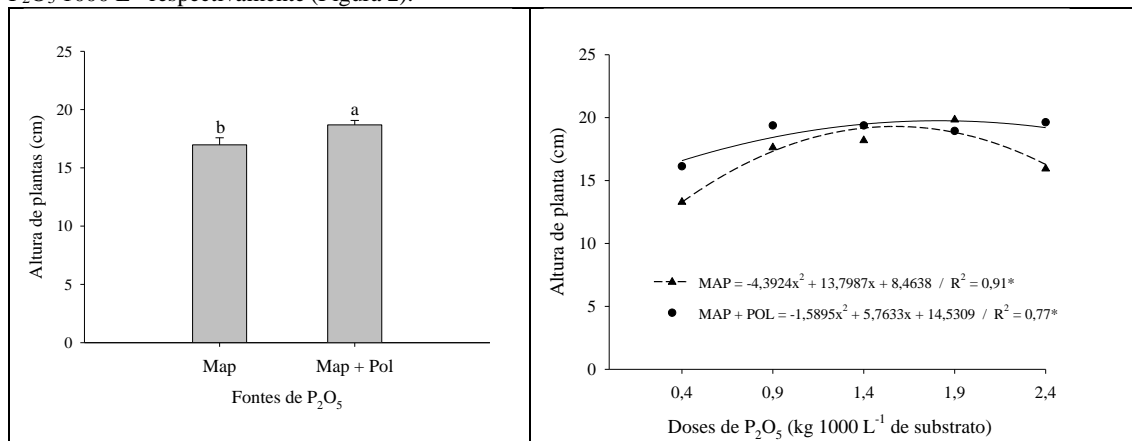 P₂O₅ 1000 L⁻¹ respectivamente (Figura 2).
25
20
15
10
5
0
Altura de plantas (cm)
b
a
Map
Map + Pol
Fontes de P₂O₅
25
20
15
10
5
0
Altura de planta (cm)
MAP = -4,3924x² + 13,7987x + 8,4638 / R² = 0,91*
MAP + POL = -1,5895x² + 5,7633x + 14,5309 / R² = 0,77*
0,4
0,9
1,4
1,9
2,4
Doses de P₂O₅ (kg 1000 L⁻¹ de substrato)